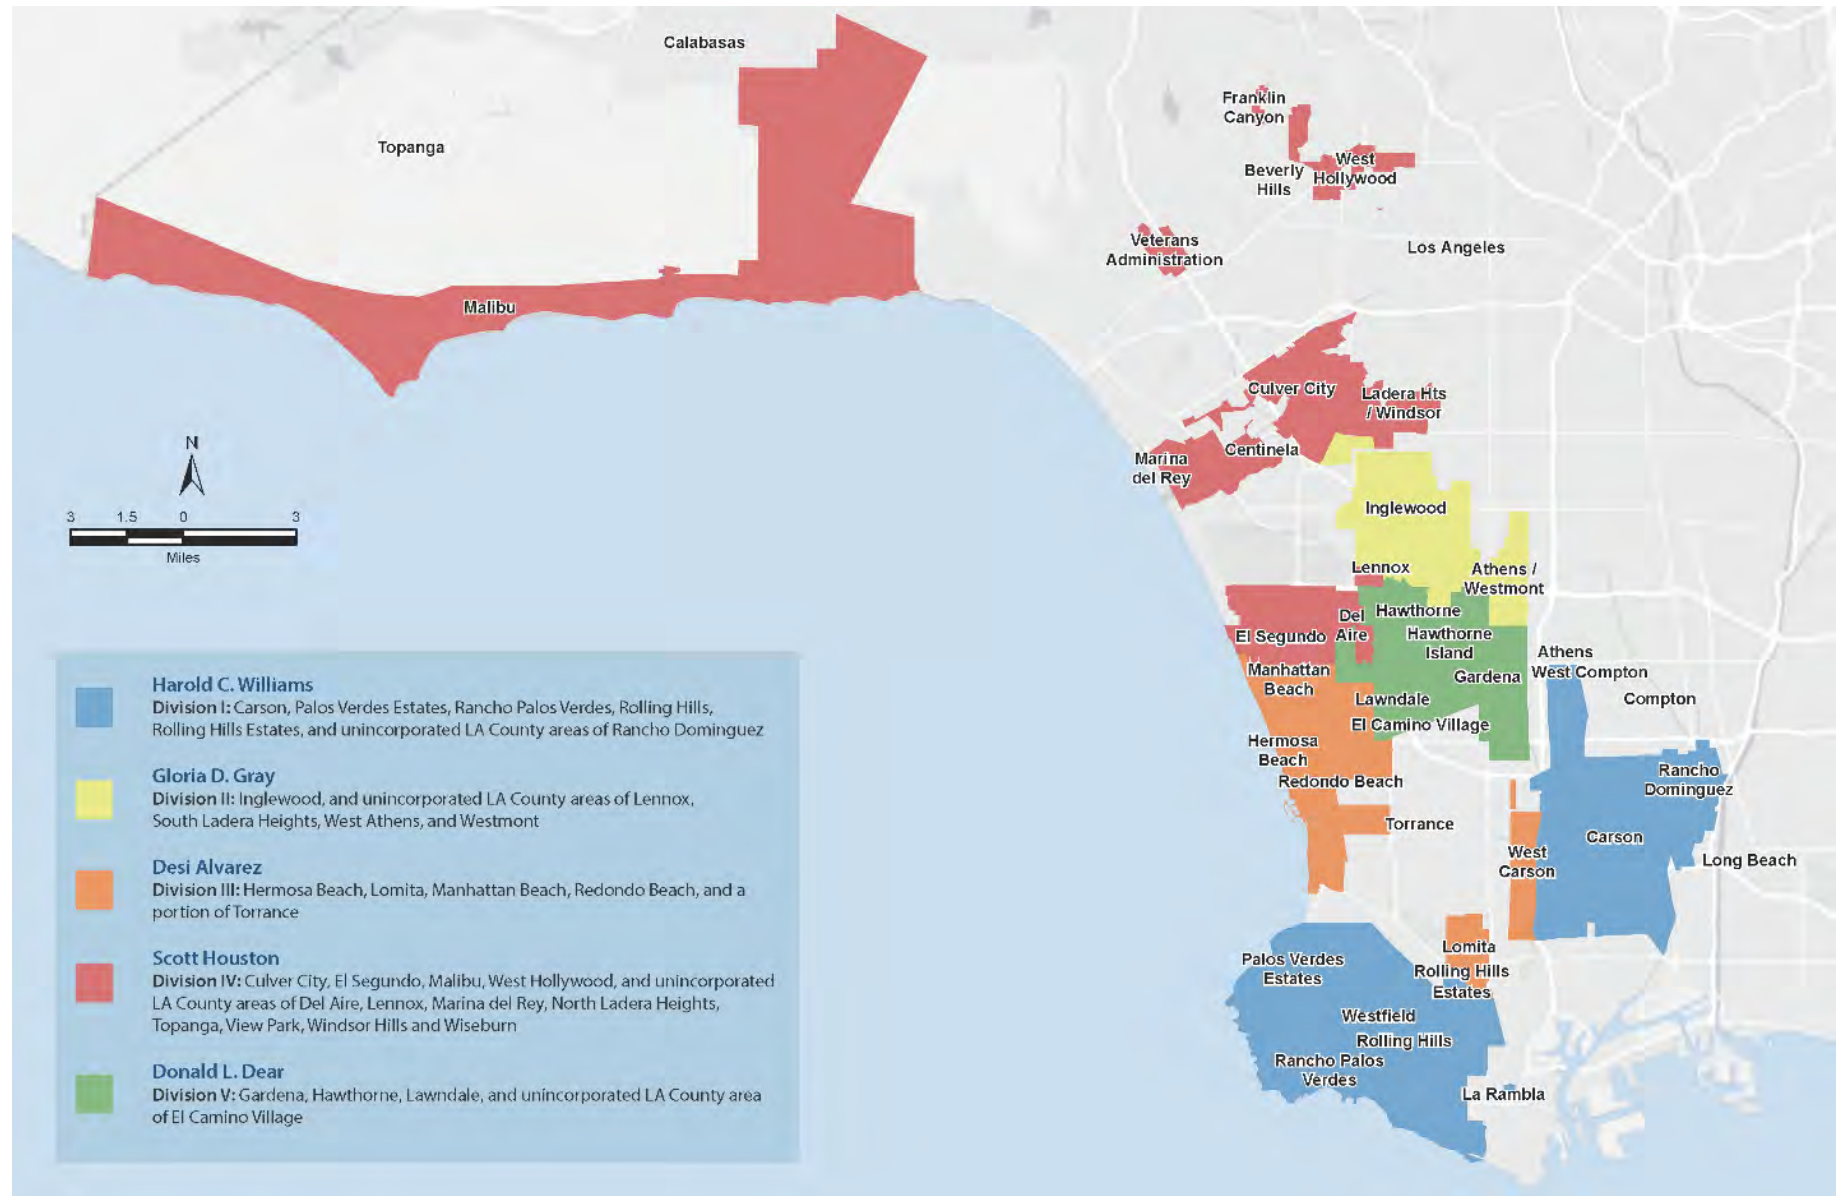 Calabasas
Topanga
Malibu
Franklin
Canyon
Beverly
Hills
West
Hollywood
Veterans
Administration
Los Angeles
Culver City
Ladera Hts
/ Windsor
Centinela
Marina
del Rey
Inglewood
Lennox
Athens /
Westmont
Hawthorne
Del
Aire
El Segundo
Hawthorne
Island
Athens
West Compton
Manhattan
Beach
Gardena
Compton
Lawndale
El Camino Village
Hermosa
Beach
Redondo Beach
Rancho
Dominguez
Torrance
Carson
West
Carson
Long Beach
Lomita
Palos Verdes
Estates
Rolling Hills
Estates
Westfield
Rolling Hills
Rancho Palos
Verdes
La Rambla
N
3 1.5 0 3
Miles
Harold C. Williams
Division I: Carson, Palos Verdes Estates, Rancho Palos Verdes, Rolling Hills,
Rolling Hills Estates, and unincorporated LA County areas of Rancho Dominguez
Gloria D. Gray
Division II: Inglewood, and unincorporated LA County areas of Lennox,
South Ladera Heights, West Athens, and Westmont
Desi Alvarez
Division III: Hermosa Beach, Lomita, Manhattan Beach, Redondo Beach, and a
portion of Torrance
Scott Houston
Division IV: Culver City, El Segundo, Malibu, West Hollywood, and unincorporated
LA County areas of Del Aire, Lennox, Marina del Rey, North Ladera Heights,
Topanga, View Park, Windsor Hills and Wiseburn
Donald L. Dear
Division V: Gardena, Hawthorne, Lawndale, and unincorporated LA County area
of El Camino Village